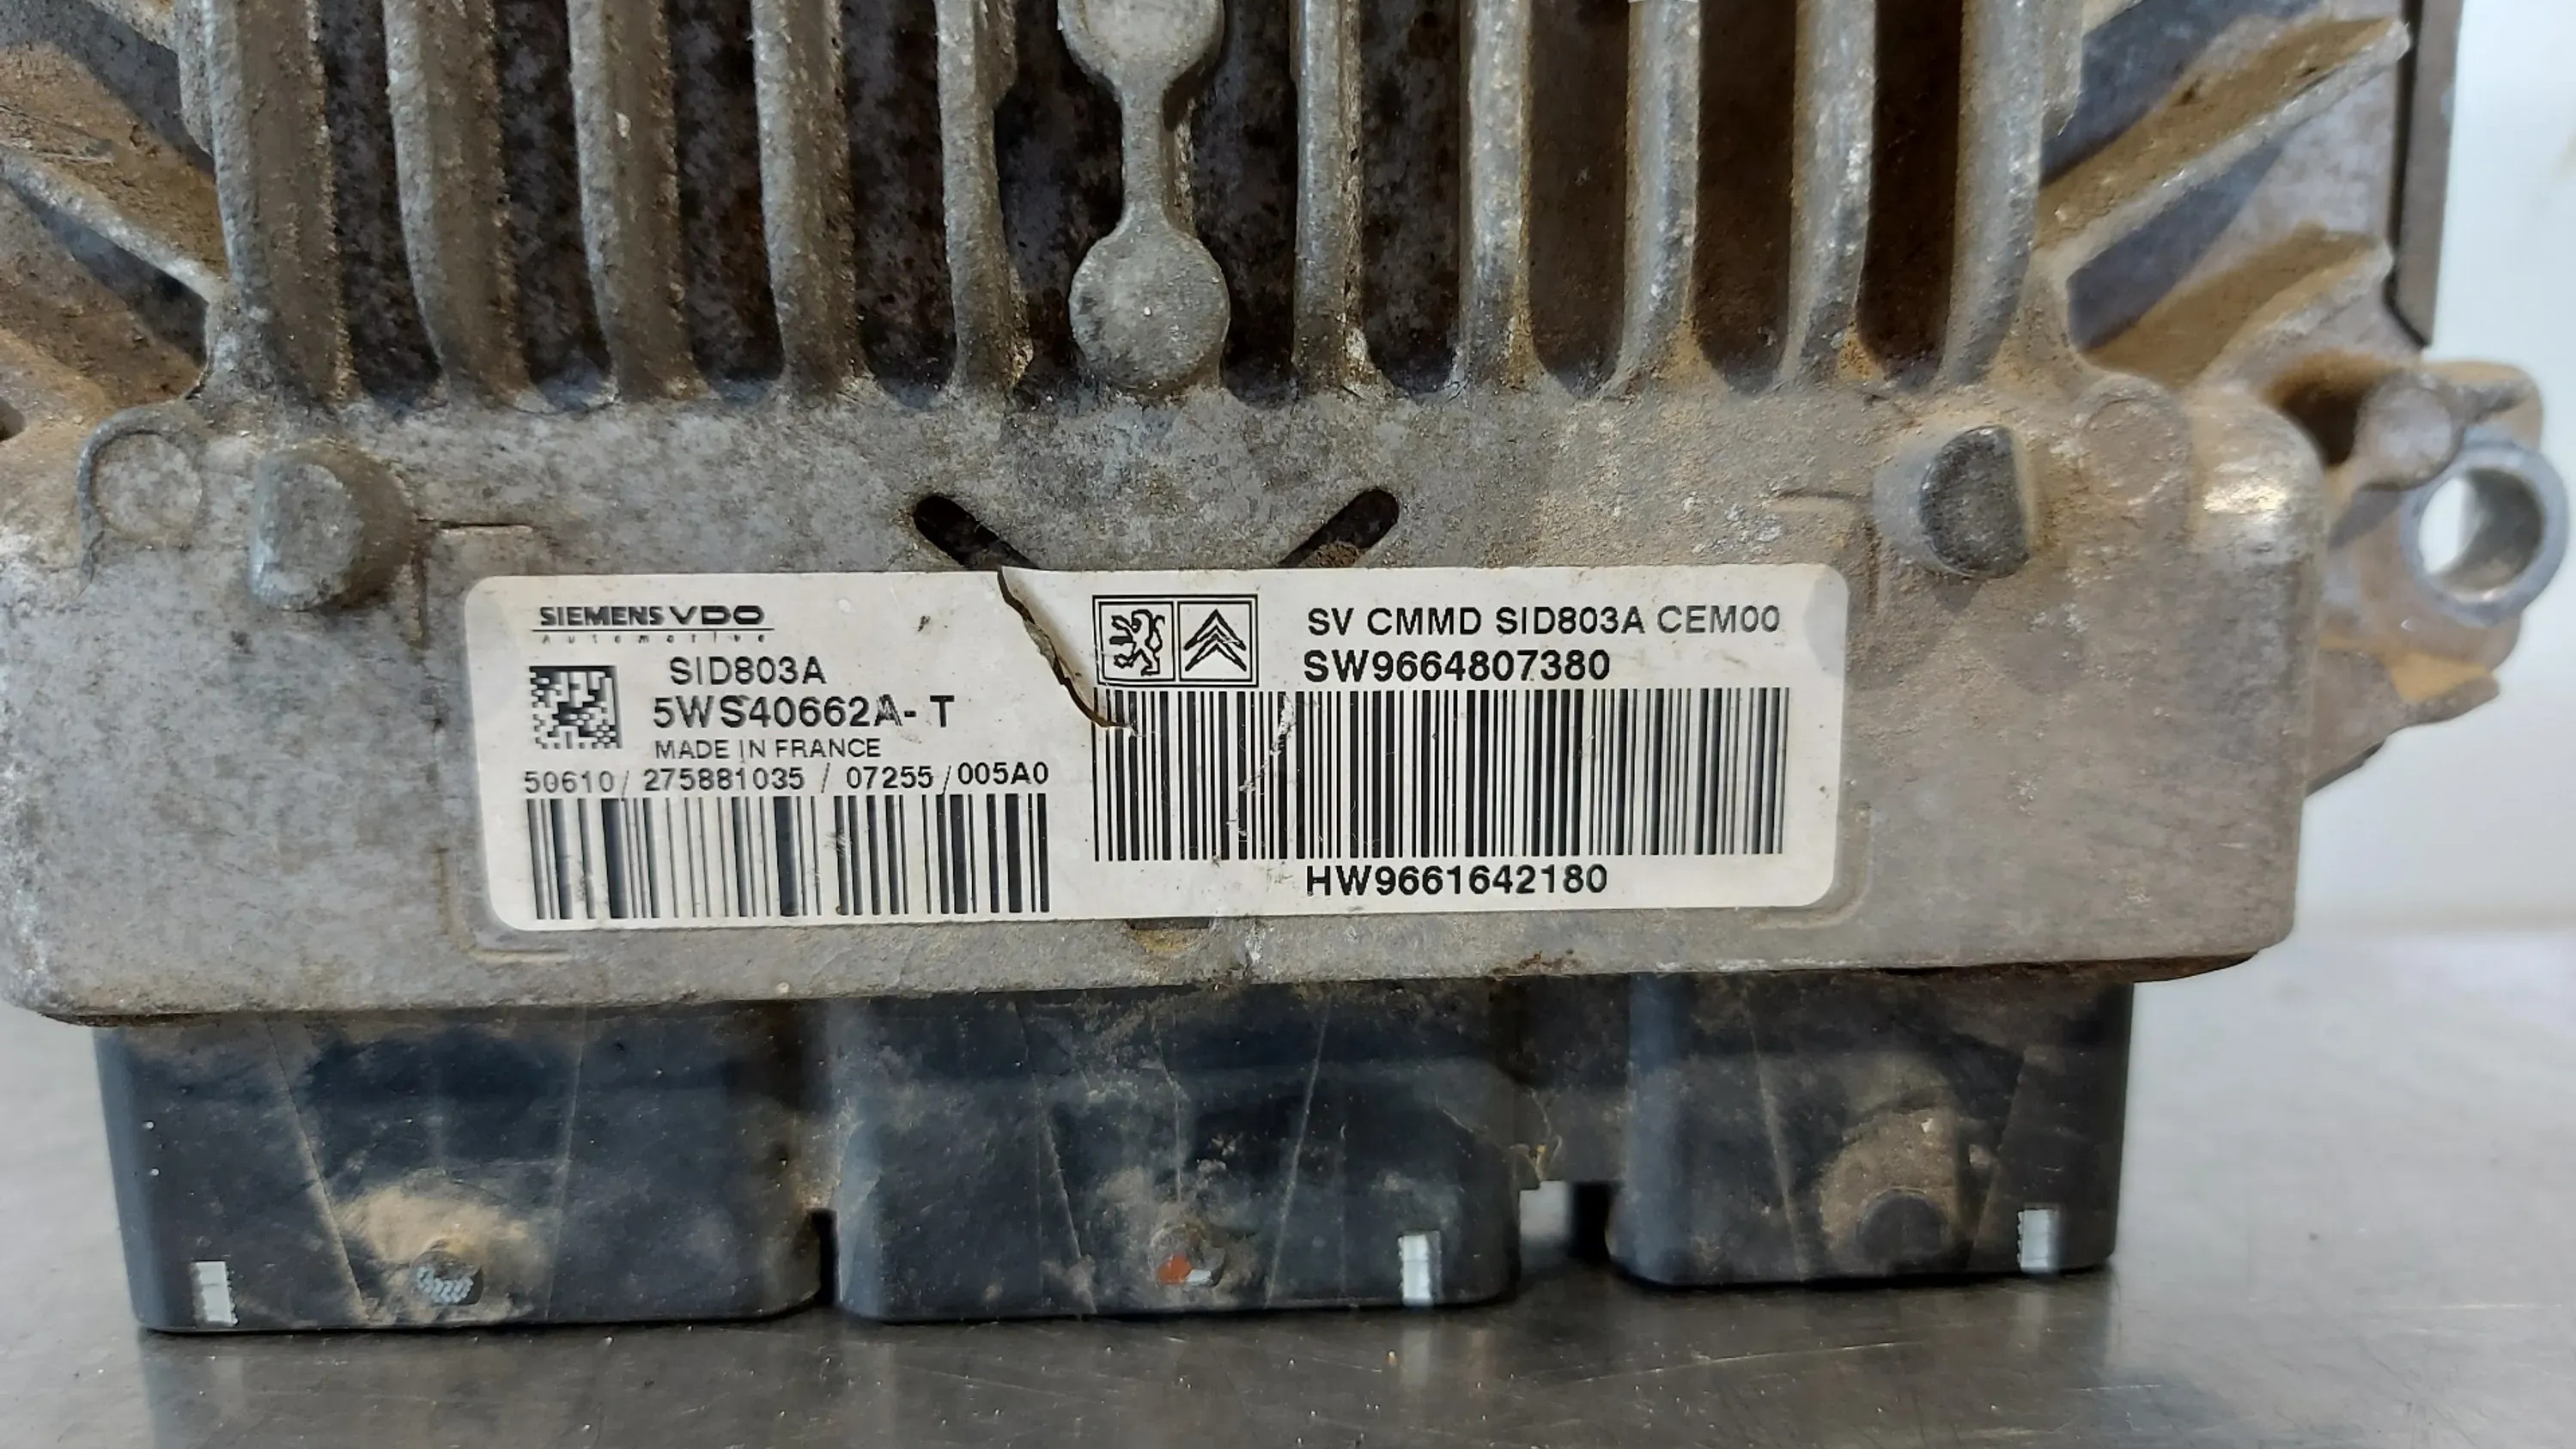 SIEMENS VDO
Automotive
SID803A
5WS40662A-T
MADE IN FRANCE
50610 / 275881035 / 07255 / 005A0
SV CMMD SID803A CEM00
SW9664807380
HW9661642180